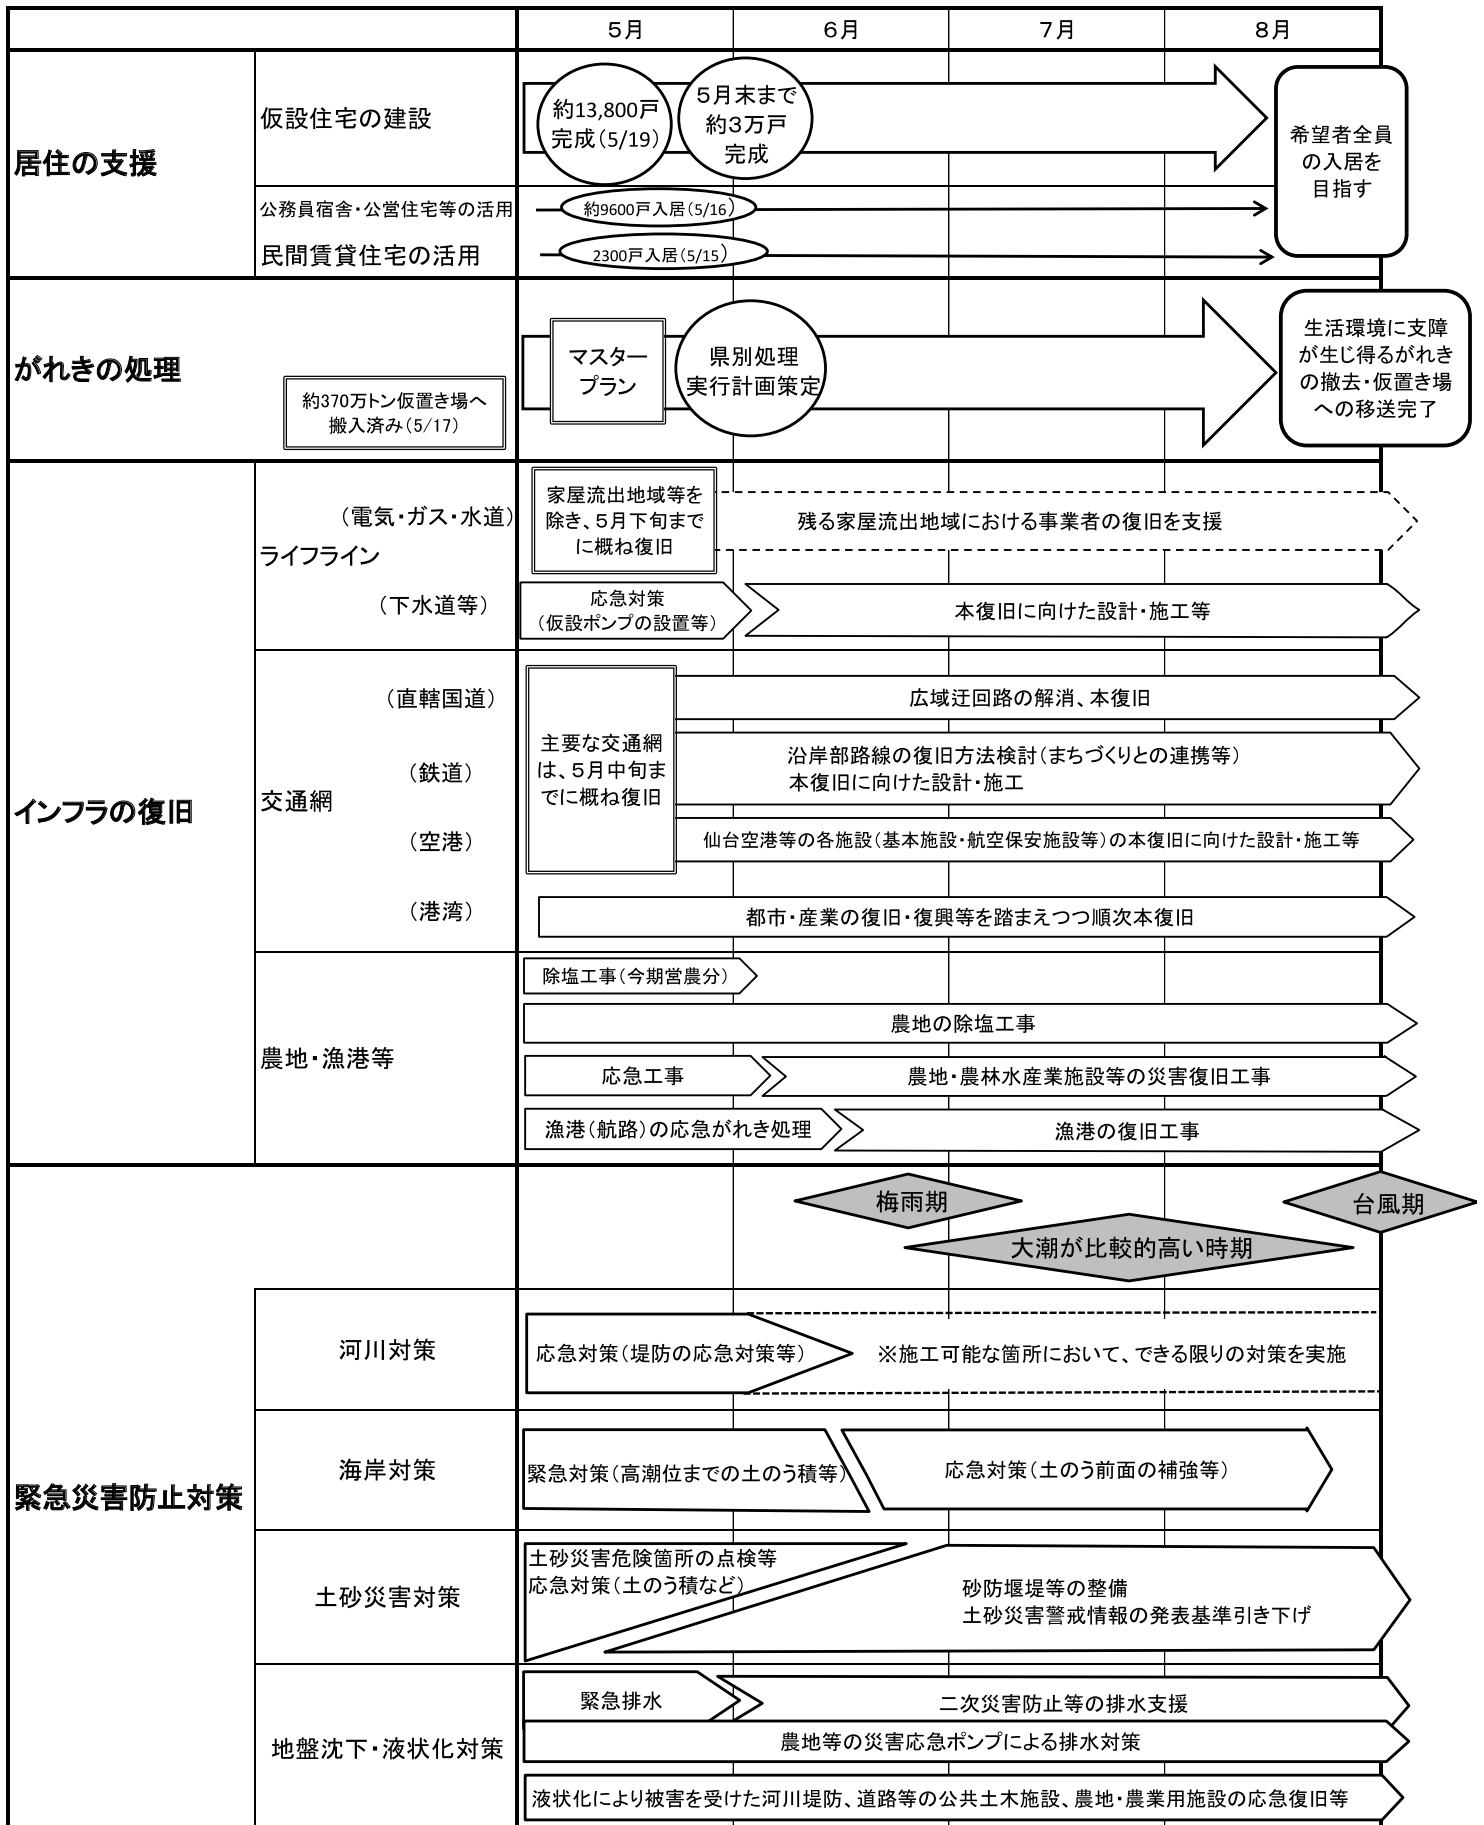 ５月
６月
７月
８月
居住の支援
仮設住宅の建設
約13,800戸
完成（5/19）
５月末まで
約３万戸
完成
希望者全員
の入居を
目指す
公務員宿舎・公営住宅等の活用
約9600戸入居（5/16）
民間賃貸住宅の活用
2300戸入居（5/15）
がれきの処理
約370万トン仮置き場へ
搬入済み（5/17）
マスター
プラン
県別処理
実行計画策定
生活環境に支障
が生じ得るがれき
の撤去・仮置き場
への移送完了
インフラの復旧
（電気・ガス・水道）
ライフライン
（下水道等）
家屋流出地域等を
除き、５月下旬まで
に概ね復旧
残る家屋流出地域における事業者の復旧を支援
応急対策
（仮設ポンプの設置等）
本復旧に向けた設計・施工等
交通網
（直轄国道）
（鉄道）
（空港）
（港湾）
主要な交通網
は、５月中旬ま
でに概ね復旧
広域迂回路の解消、本復旧
沿岸部路線の復旧方法検討（まちづくりとの連携等）
本復旧に向けた設計・施工
仙台空港等の各施設（基本施設・航空保安施設等）の本復旧に向けた設計・施工等
都市・産業の復旧・復興等を踏まえつつ順次本復旧
農地・漁港等
除塩工事（今期営農分）
農地の除塩工事
応急工事
農地・農林水産業施設等の災害復旧工事
漁港（航路）の応急がれき処理
漁港の復旧工事
緊急災害防止対策
梅雨期
台風期
大潮が比較的高い時期
河川対策
応急対策（堤防の応急対策等）
※施工可能な箇所において、できる限りの対策を実施
海岸対策
緊急対策（高潮位までの土のう積等）
応急対策（土のう前面の補強等）
土砂災害対策
土砂災害危険箇所の点検等
応急対策（土のう積など）
砂防堰堤等の整備
土砂災害警戒情報の発表基準引き下げ
地盤沈下・液状化対策
緊急排水
二次災害防止等の排水支援
農地等の災害応急ポンプによる排水対策
液状化により被害を受けた河川堤防、道路等の公共土木施設、農地・農業用施設の応急復旧等